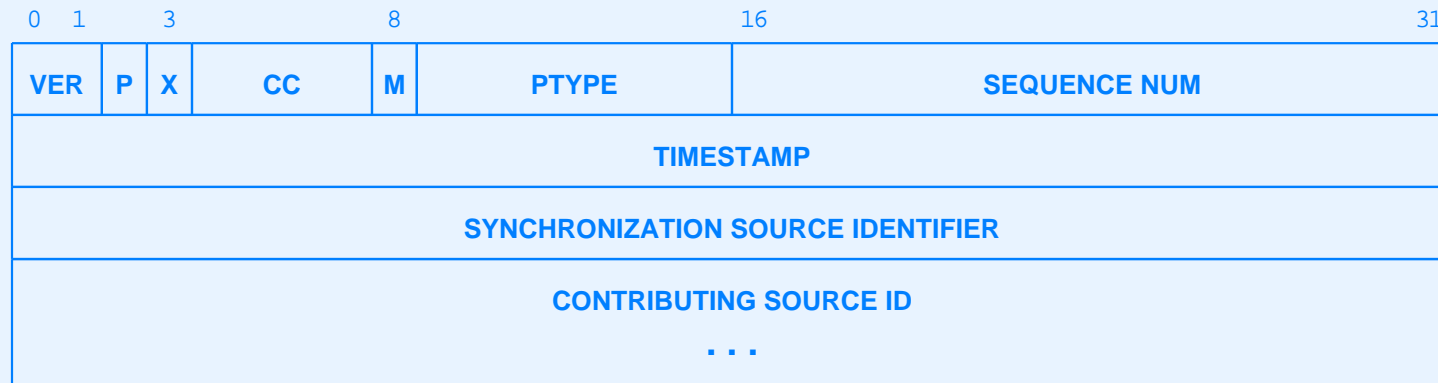 0 1 3 8 16 31
VER P X CC M PTYPE SEQUENCE NUM
TIMESTAMP
SYNCHRONIZATION SOURCE IDENTIFIER
CONTRIBUTING SOURCE ID
. . .